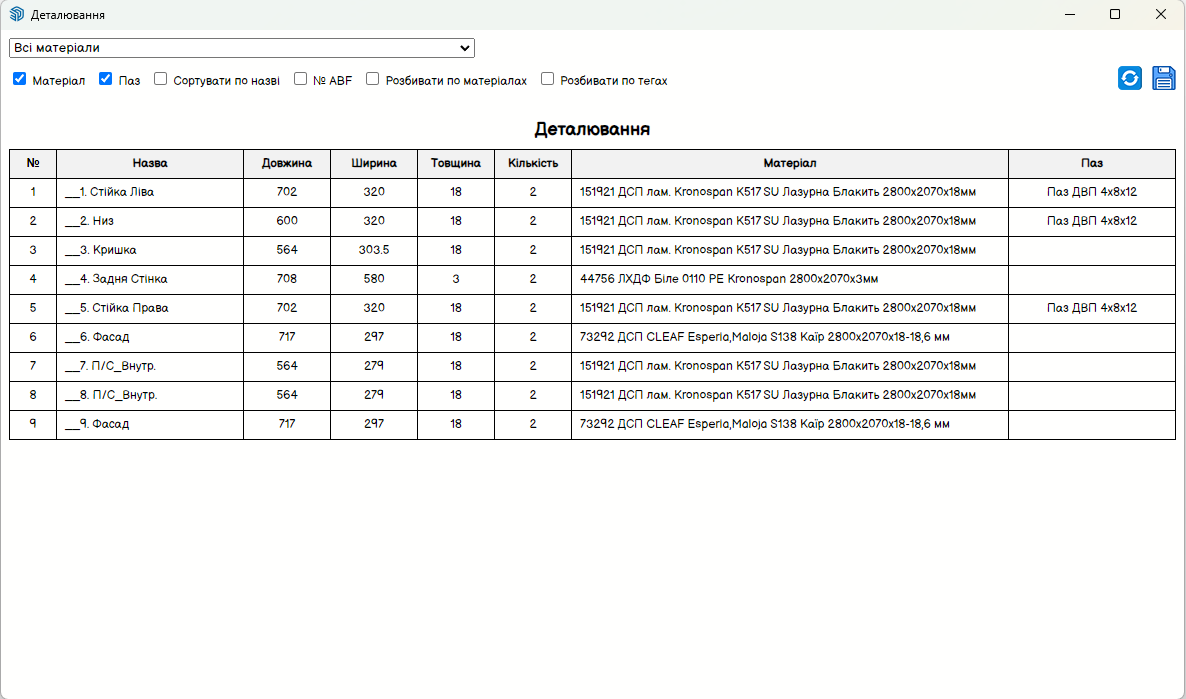 Деталювання
Всі матеріали
Матеріал Паз Сортувати по назві № ABF Розбивати по матеріалах Розбивати по тегах
Деталювання
№ Назва Довжина Ширина Товщина Кількість Матеріал Паз
1 __1. Стійка Ліва 702 320 18 2 151921 ДСП лам. Kronospan K517 SU Лазурна Блакить 2800x2070x18мм Паз ДВП 4x8x12
2 __2. Низ 600 320 18 2 151921 ДСП лам. Kronospan K517 SU Лазурна Блакить 2800x2070x18мм Паз ДВП 4x8x12
3 __3. Кришка 564 303.5 18 2 151921 ДСП лам. Kronospan K517 SU Лазурна Блакить 2800x2070x18мм
4 __4. Задня Стінка 708 580 3 2 44756 ЛХДФ Біле 0110 PE Kronospan 2800x2070x3мм
5 __5. Стійка Права 702 320 18 2 151921 ДСП лам. Kronospan K517 SU Лазурна Блакить 2800x2070x18мм Паз ДВП 4x8x12
6 __6. Фасад 717 297 18 2 73292 ДСП CLEAF Esperia,Maloja S138 Каїр 2800x2070x18-18,6 мм
7 __7. П/С_Внутр. 564 279 18 2 151921 ДСП лам. Kronospan K517 SU Лазурна Блакить 2800x2070x18мм
8 __8. П/С_Внутр. 564 279 18 2 151921 ДСП лам. Kronospan K517 SU Лазурна Блакить 2800x2070x18мм
9 __9. Фасад 717 297 18 2 73292 ДСП CLEAF Esperia,Maloja S138 Каїр 2800x2070x18-18,6 мм